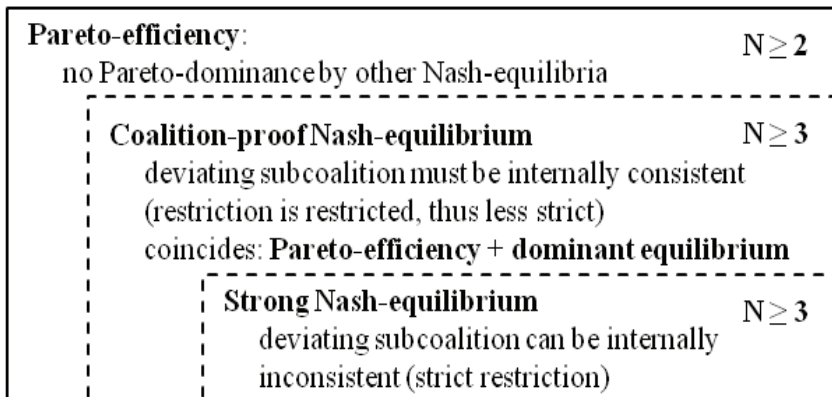 Pareto-efficiency: N ≥ 2
no Pareto-dominance by other Nash-equilibria
Coalition-proof Nash-equilibrium N ≥ 3
deviating subcoalition must be internally consistent
(restriction is restricted, thus less strict)
coincides: Pareto-efficiency + dominant equilibrium
Strong Nash-equilibrium N ≥ 3
deviating subcoalition can be internally
inconsistent (strict restriction)